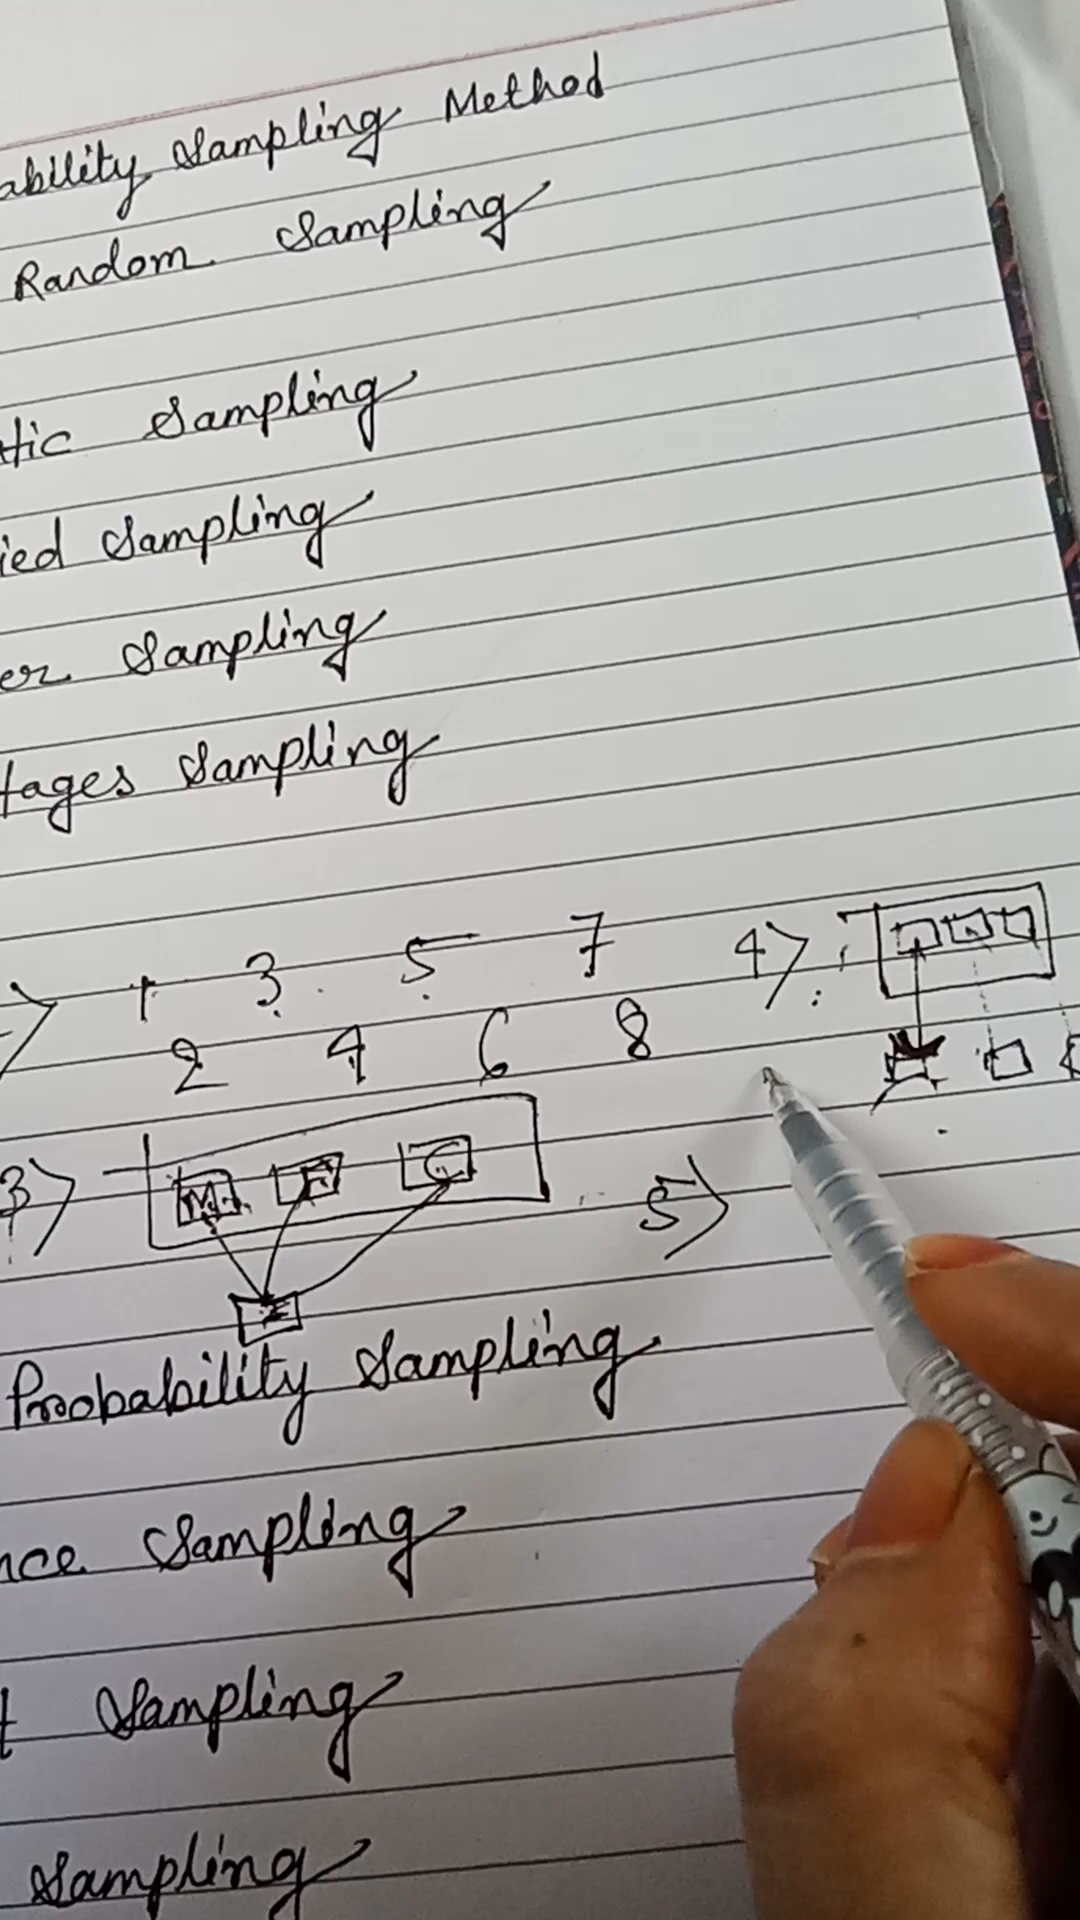 ability Sampling Method
Random Sampling
tic Sampling
ied Sampling
er Sampling
tages Sampling
1 3 5 7 4)
2 4 6 8
3) M F C 5)
Probability Sampling
nce Sampling
t Sampling
Sampling